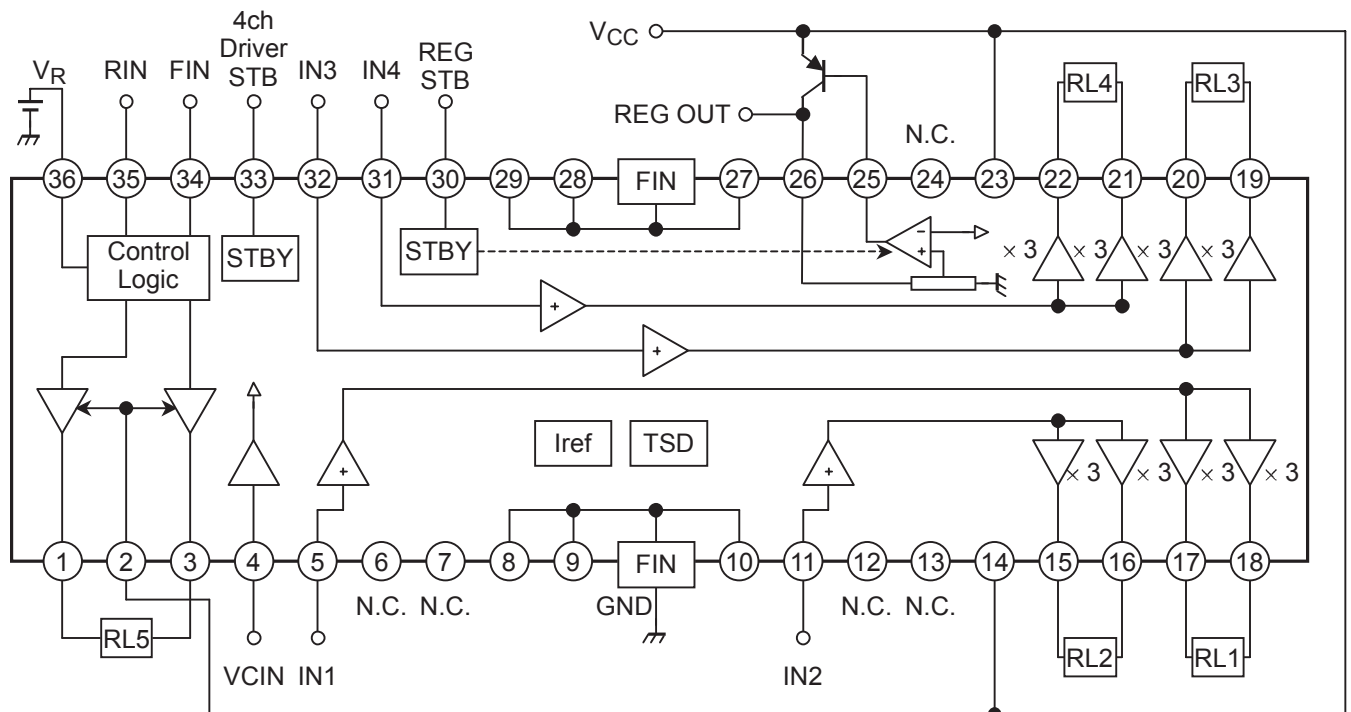 4ch
Driver
STB
VR
RIN
FIN
IN3
IN4
REG
STB
VCC
REG OUT
N.C.
RL4
RL3
36
35
34
33
32
31
30
29
28
FIN
27
26
25
24
23
22
21
20
19
Control
Logic
STBY
STBY
−
+
× 3
× 3
× 3
× 3
+
+
Iref
TSD
+
+
× 3
× 3
× 3
× 3
1
2
3
4
5
6
7
8
9
FIN
10
11
12
13
14
15
16
17
18
N.C.
N.C.
GND
N.C.
N.C.
RL5
VCIN
IN1
IN2
RL2
RL1